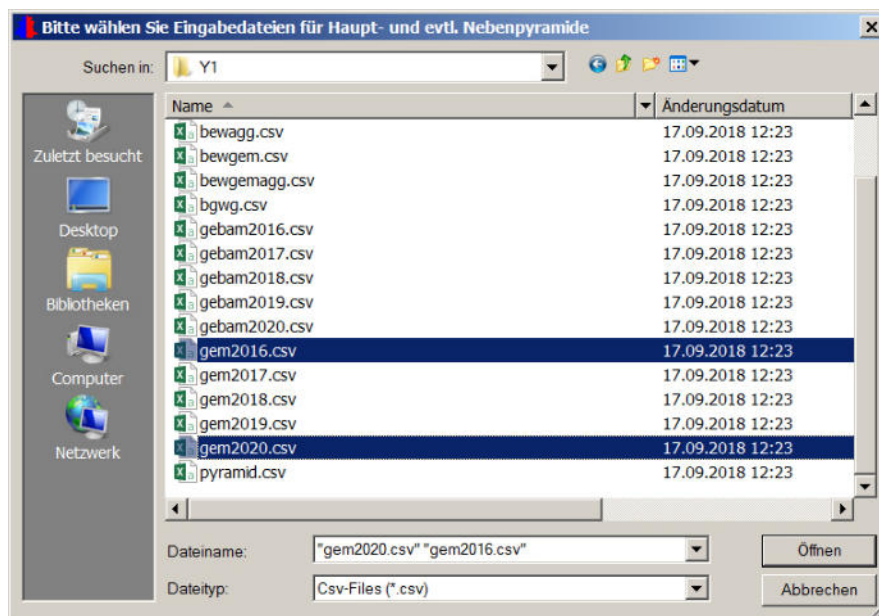 Bitte wählen Sie Eingabedateien für Haupt- und evtl. Nebenpyramide
Suchen in: Y1
Name Änderungsdatum
bewagg.csv 17.09.2018 12:23
bewgem.csv 17.09.2018 12:23
bewgemagg.csv 17.09.2018 12:23
bgwg.csv 17.09.2018 12:23
gebam2016.csv 17.09.2018 12:23
gebam2017.csv 17.09.2018 12:23
gebam2018.csv 17.09.2018 12:23
gebam2019.csv 17.09.2018 12:23
gebam2020.csv 17.09.2018 12:23
gem2016.csv 17.09.2018 12:23
gem2017.csv 17.09.2018 12:23
gem2018.csv 17.09.2018 12:23
gem2019.csv 17.09.2018 12:23
gem2020.csv 17.09.2018 12:23
pyramid.csv 17.09.2018 12:23
Zuletzt besucht
Desktop
Bibliotheken
Computer
Netzwerk
Dateiname: "gem2020.csv" "gem2016.csv" Öffnen
Dateityp: Csv-Files (*.csv) Abbrechen